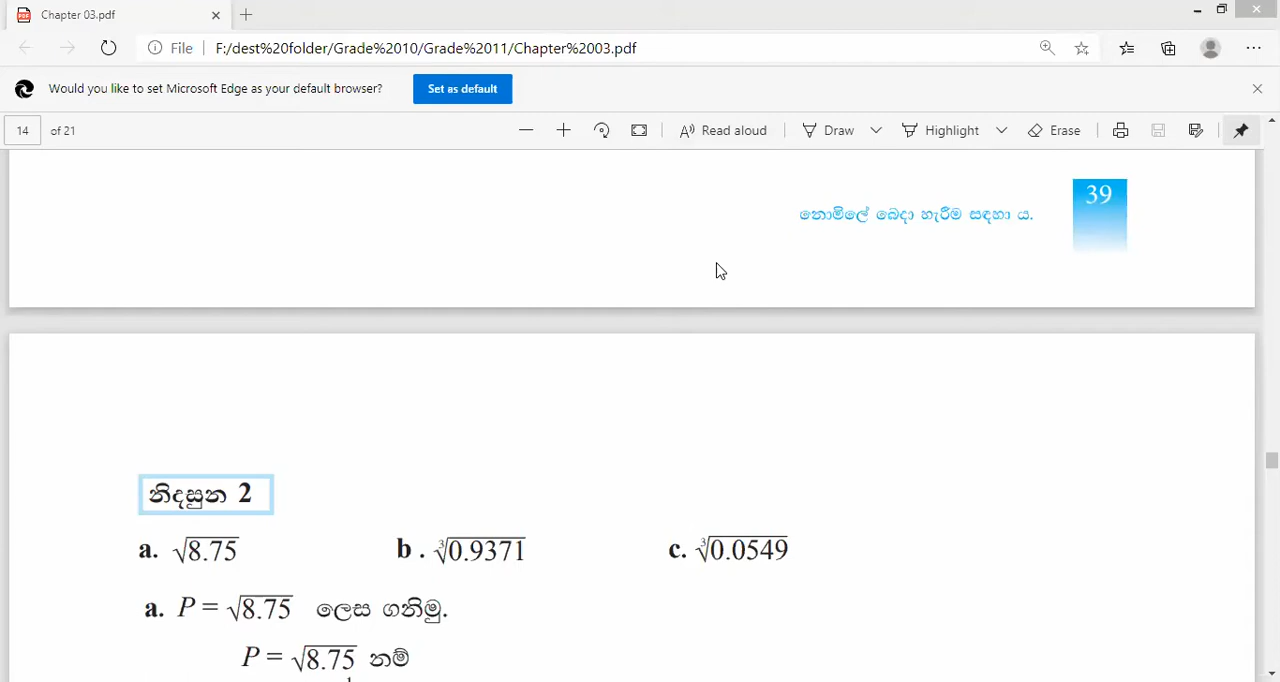 Chapter 03.pdf
File F:/dest%20folder/Grade%2010/Grade%2011/Chapter%2003.pdf
Would you like to set Microsoft Edge as your default browser? Set as default
14 of 21 Read aloud Draw Highlight Erase
නොමිලේ බෙදා හැරීම සඳහා ය. 39
නිදසුන 2
a. √8.75 b . ∛0.9371 c. ∛0.0549
a. P = √8.75 ලෙස ගනිමු.
P = √8.75 නම්